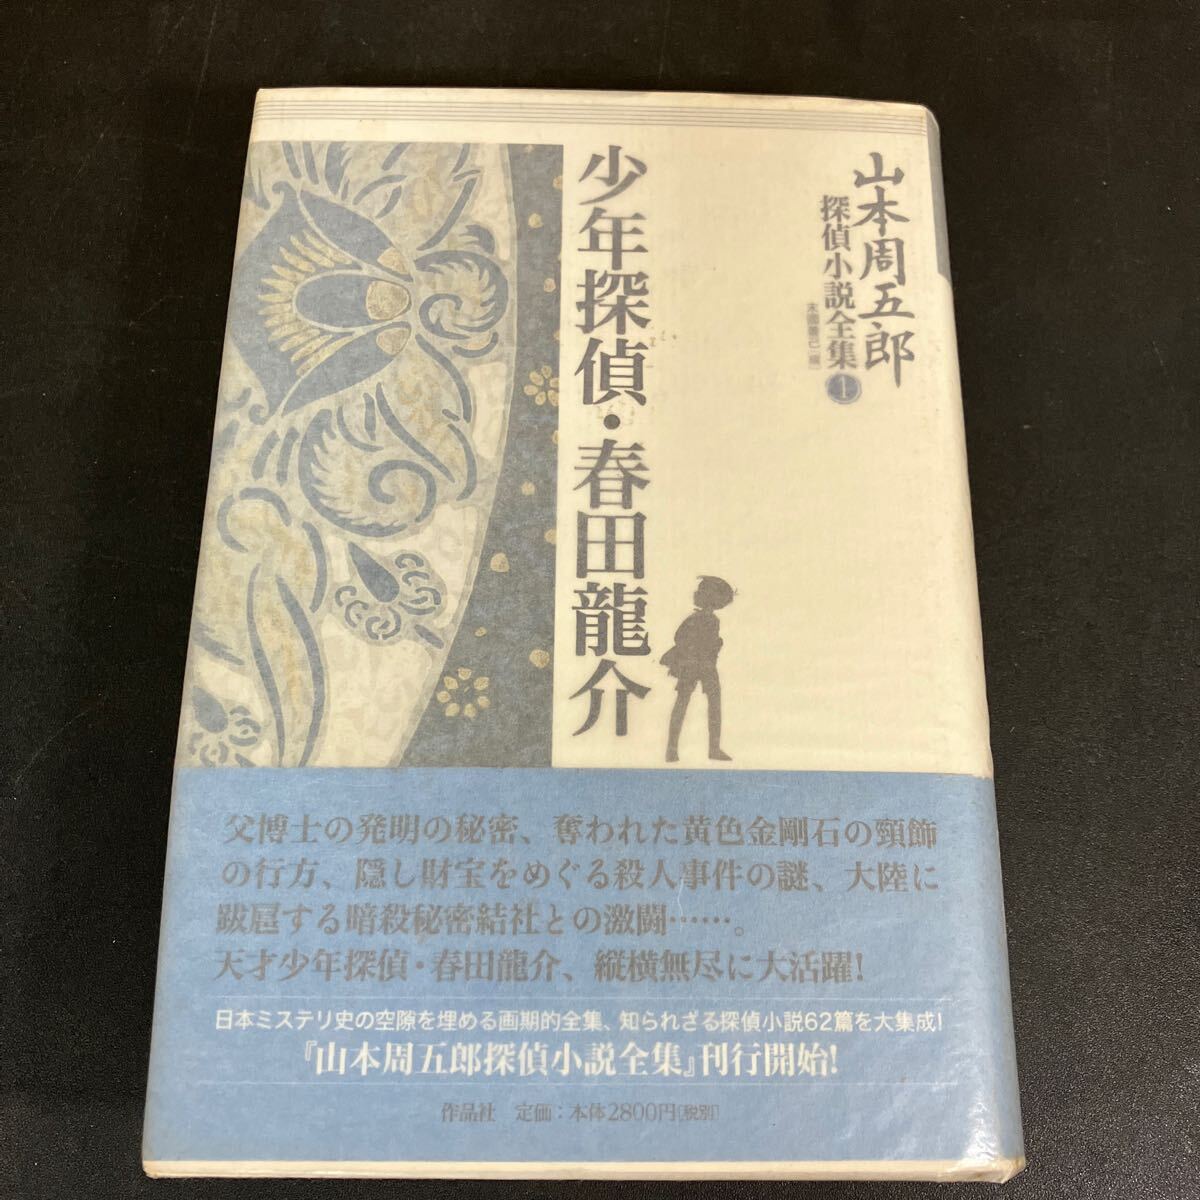 山本周五郎
探偵小説全集1
末國善己 編
少年探偵・春田龍介
父博士の発明の秘密、奪われた黄色金剛石の頸飾
の行方、隠し財宝をめぐる殺人事件の謎、大陸に
跋扈する暗殺秘密結社との激闘……。
天才少年探偵・春田龍介、縦横無尽に大活躍!
日本ミステリ史の空隙を埋める画期的全集、知られざる探偵小説62篇を大集成!
『山本周五郎探偵小説全集』刊行開始!
作品社 定価:本体2800円[税別]